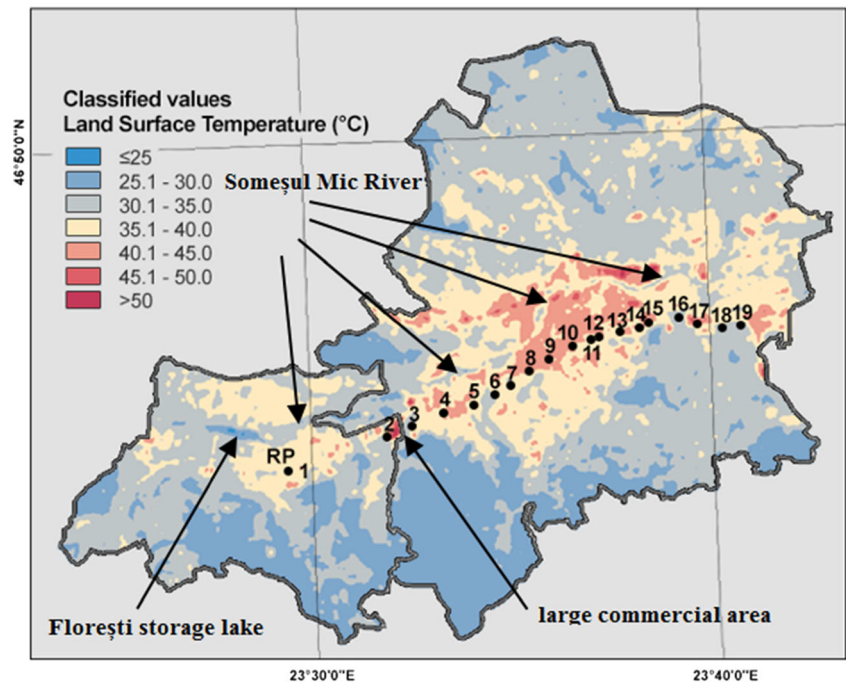 Classified values
Land Surface Temperature (°C)
≤25
25.1 - 30.0
30.1 - 35.0
35.1 - 40.0
40.1 - 45.0
45.1 - 50.0
>50
Someșul Mic River
46°50'0"N
RP
1
2
3
4
5
6
7
8
9
10
11
12
13
14
15
16
17
18
19
Florești storage lake
large commercial area
23°30'0"E
23°40'0"E